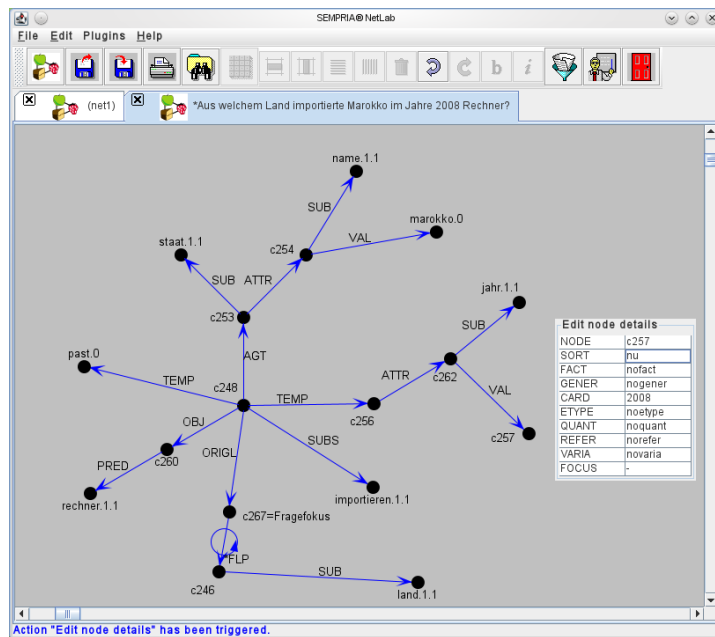 SEMPRIA® NetLab
File Edit Plugins Help
b i
(net1) *Aus welchem Land importierte Marokko im Jahre 2008 Rechner?
name.1.1
SUB
marokko.0
VAL
staat.1.1
c254
SUB ATTR
jahr.1.1
c253
SUB
Edit node details
NODE c257
SORT nu
FACT nofact
GENER nogener
CARD 2008
ETYPE noetype
QUANT noquant
REFER norefer
VARIA novaria
FOCUS -
past.0
AGT
TEMP
c248
ATTR
c262
TEMP
VAL
c256
OBJ
c257
ORIGL
SUBS
c260
PRED
rechner.1.1
importieren.1.1
c267=Fragefokus
*FLP
SUB
c246
land.1.1
Action "Edit node details" has been triggered.